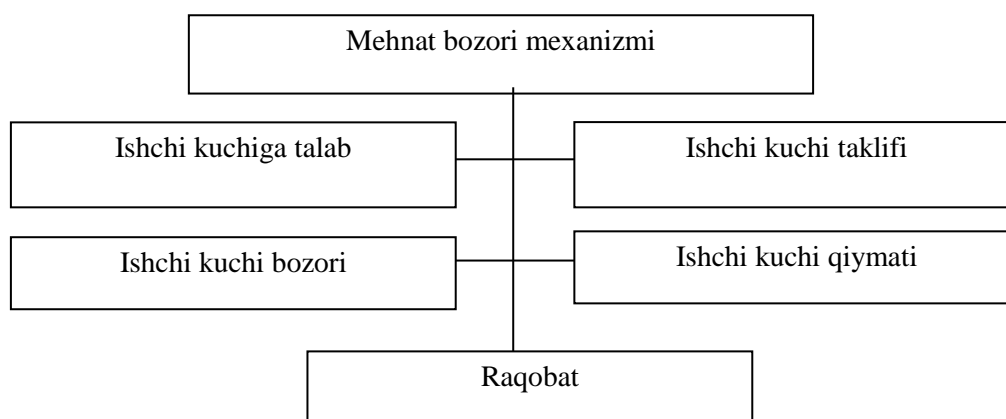 Mehnat bozori mexanizmi
Ishchi kuchiga talab
Ishchi kuchi taklifi
Ishchi kuchi bozori
Ishchi kuchi qiymati
Raqobat